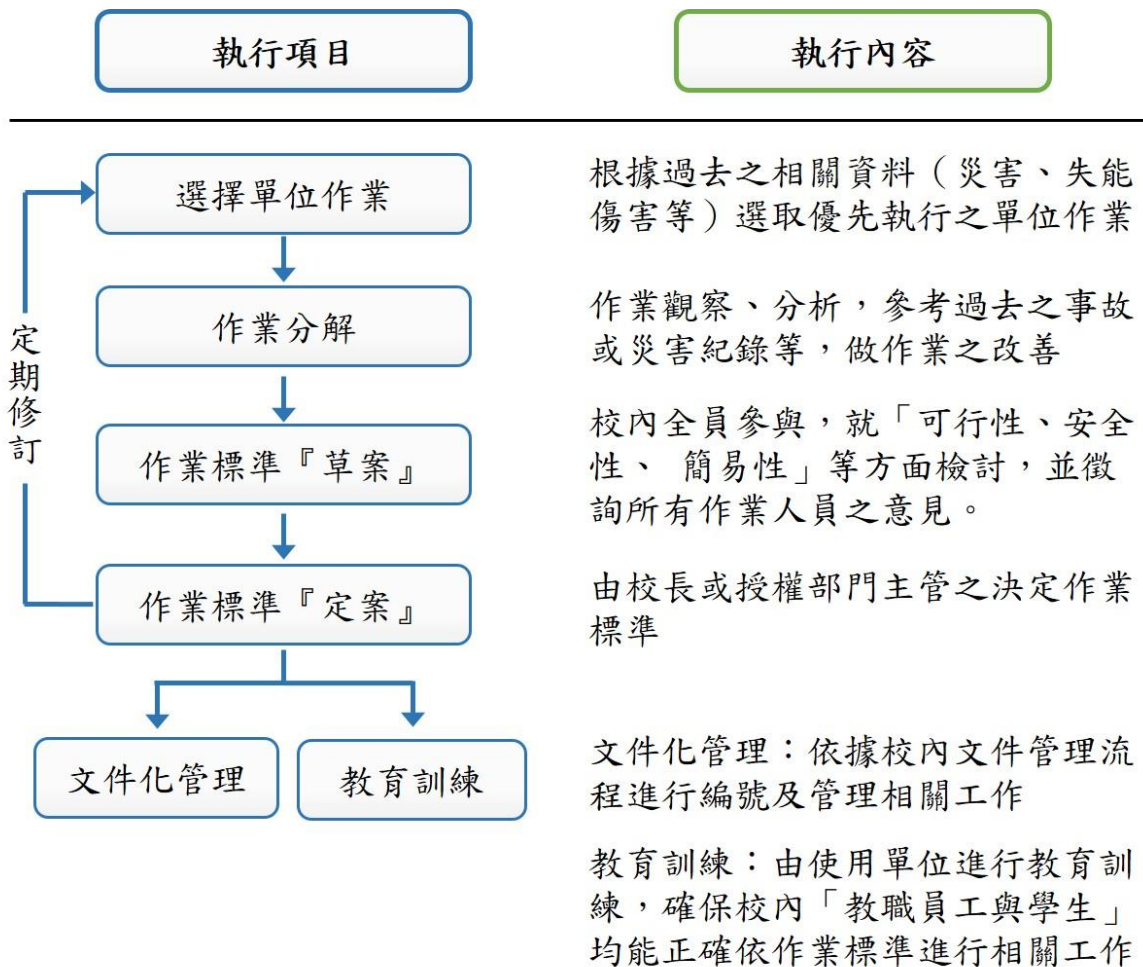 執行項目
執行內容
選擇單位作業
根據過去之相關資料（災害、失能
傷害等）選取優先執行之單位作業
作業分解
作業觀察、分析，參考過去之事故
或災害紀錄等，做作業之改善
定期修訂
作業標準『草案』
校內全員參與，就「可行性、安全
性、 簡易性」等方面檢討，並徵
詢所有作業人員之意見。
作業標準『定案』
由校長或授權部門主管之決定作業
標準
文件化管理
教育訓練
文件化管理：依據校內文件管理流
程進行編號及管理相關工作
教育訓練：由使用單位進行教育訓
練，確保校內「教職員工與學生」
均能正確依作業標準進行相關工作